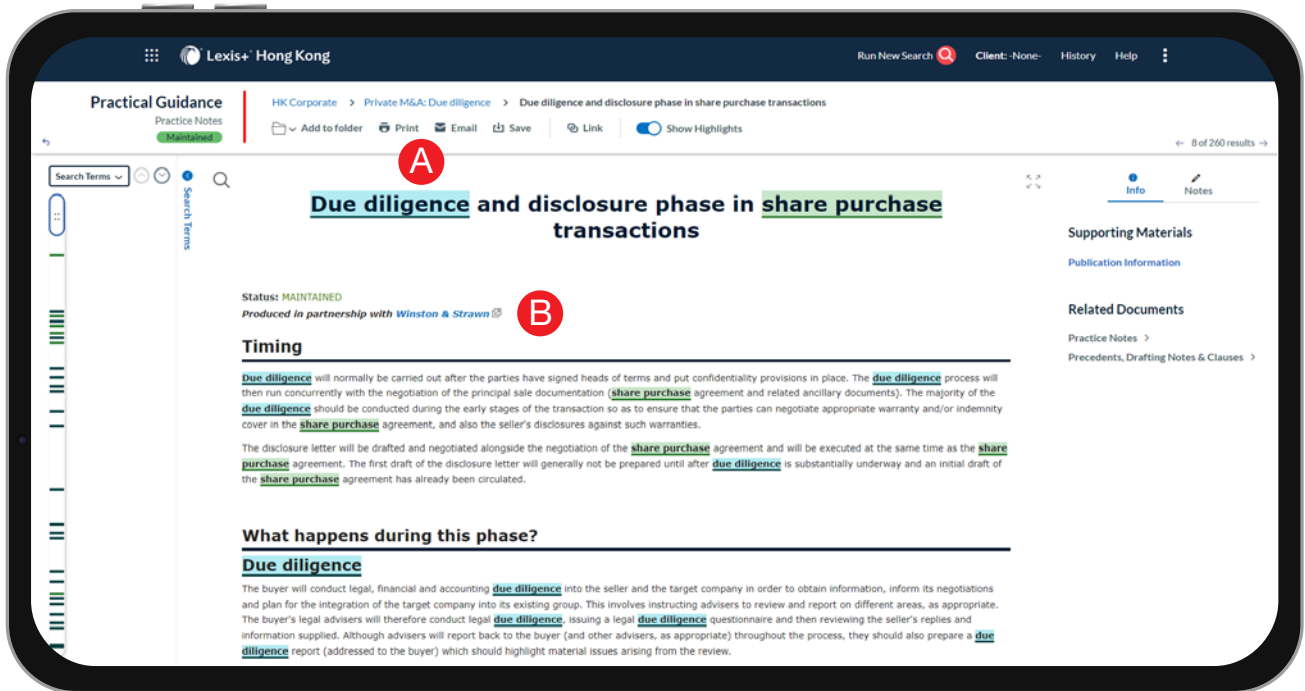 Lexis+ Hong Kong
Run New Search
Client: -None-
History
Help
Practical Guidance
Practice Notes
Maintained
HK Corporate > Private M&A: Due diligence > Due diligence and disclosure phase in share purchase transactions
Add to folder
Print
Email
Save
Link
Show Highlights
← 8 of 260 results →
A
Search Terms
Search Terms
Due diligence and disclosure phase in share purchase
transactions
Info
Notes
Supporting Materials
Publication Information
Related Documents
Practice Notes >
Precedents, Drafting Notes & Clauses >
Status: MAINTAINED
Produced in partnership with Winston & Strawn
B
Timing
Due diligence will normally be carried out after the parties have signed heads of terms and put confidentiality provisions in place. The due diligence process will
then run concurrently with the negotiation of the principal sale documentation (share purchase agreement and related ancillary documents). The majority of the
due diligence should be conducted during the early stages of the transaction so as to ensure that the parties can negotiate appropriate warranty and/or indemnity
cover in the share purchase agreement, and also the seller's disclosures against such warranties.
The disclosure letter will be drafted and negotiated alongside the negotiation of the share purchase agreement and will be executed at the same time as the share
purchase agreement. The first draft of the disclosure letter will generally not be prepared until after due diligence is substantially underway and an initial draft of
the share purchase agreement has already been circulated.
What happens during this phase?
Due diligence
The buyer will conduct legal, financial and accounting due diligence into the seller and the target company in order to obtain information, inform its negotiations
and plan for the integration of the target company into its existing group. This involves instructing advisers to review and report on different areas, as appropriate.
The buyer's legal advisers will therefore conduct legal due diligence, issuing a legal due diligence questionnaire and then reviewing the seller's replies and
information supplied. Although advisers will report back to the buyer (and other advisers, as appropriate) throughout the process, they should also prepare a due
diligence report (addressed to the buyer) which should highlight material issues arising from the review.